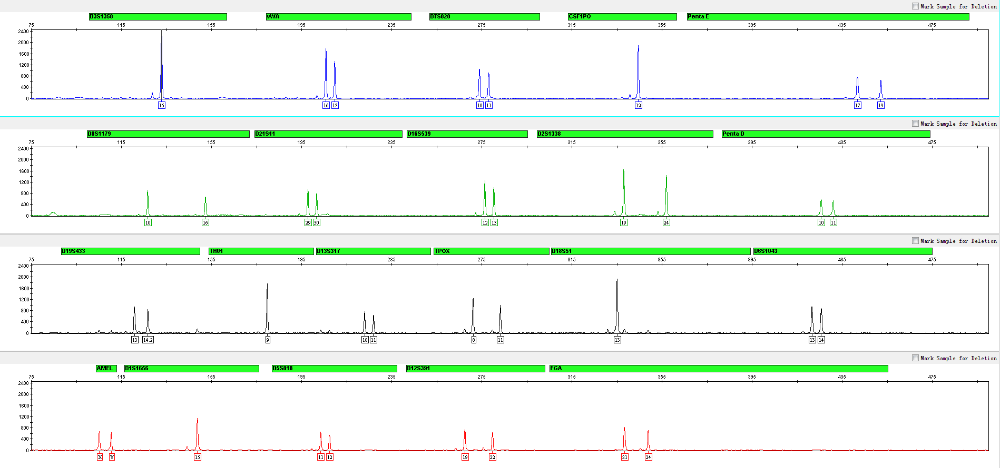 Mark Sample for Deletion
D3S1358 vWA D7S820 CSF1PO Penta E
75 115 155 195 235 275 315 355 395 435 475
2400
2000
1600
1200
800
400
0
15 16 17 10 11 12 17 19
Mark Sample for Deletion
D8S1179 D21S11 D16S539 D2S1338 Penta D
75 115 155 195 235 275 315 355 395 435 475
2400
2000
1600
1200
800
400
0
10 16 29 30 12 13 19 24 10 11
Mark Sample for Deletion
D19S433 TH01 D13S317 TPOX D18S51 D6S1043
75 115 155 195 235 275 315 355 395 435 475
2400
2000
1600
1200
800
400
0
13 14.2 9 10 11 8 11 13 13 14
Mark Sample for Deletion
AMEL D1S1656 D5S818 D12S391 FGA
75 115 155 195 235 275 315 355 395 435 475
2400
2000
1600
1200
800
400
0
X Y 15 11 12 19 22 21 24